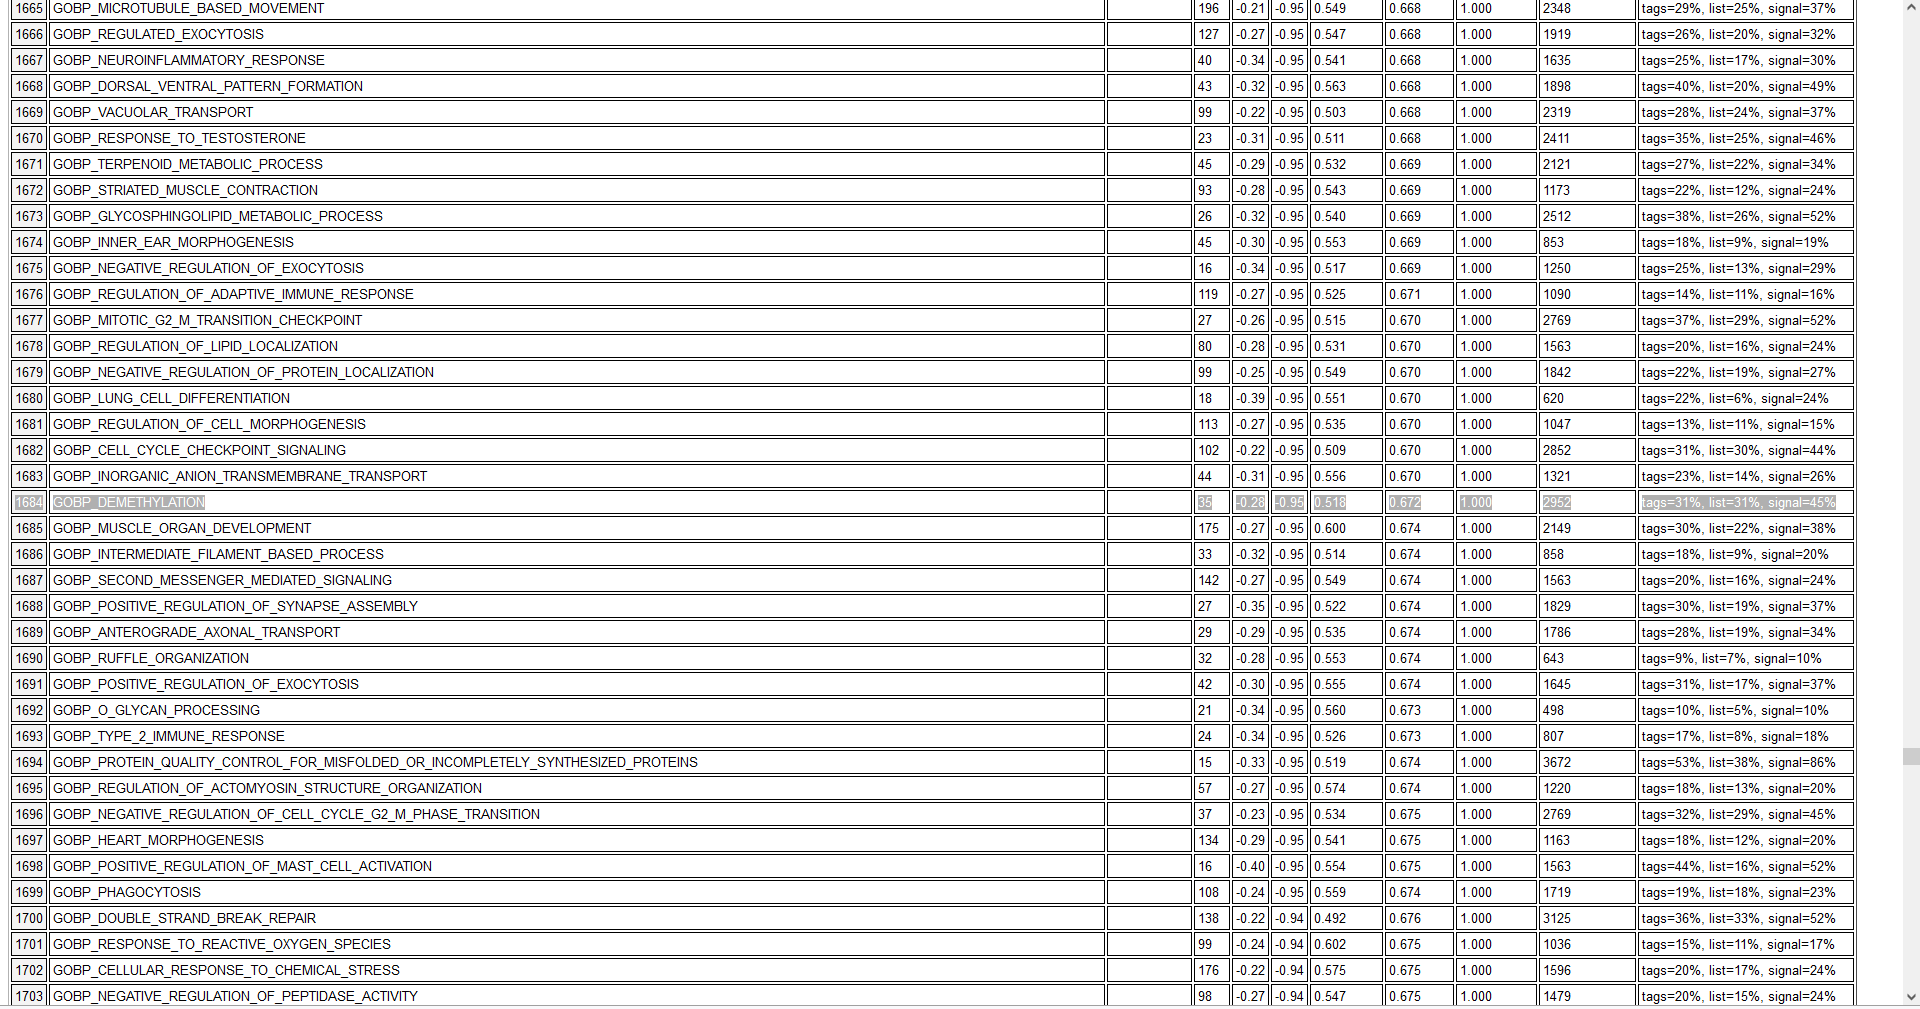 1665 GOBP_MICROTUBULE_BASED_MOVEMENT 196 -0.21 -0.95 0.549 0.668 1.000 2348 tags=29%, list=25%, signal=37%
1666 GOBP_REGULATED_EXOCYTOSIS 127 -0.27 -0.95 0.547 0.668 1.000 1919 tags=26%, list=20%, signal=32%
1667 GOBP_NEUROINFLAMMATORY_RESPONSE 40 -0.34 -0.95 0.541 0.668 1.000 1635 tags=25%, list=17%, signal=30%
1668 GOBP_DORSAL_VENTRAL_PATTERN_FORMATION 43 -0.32 -0.95 0.563 0.668 1.000 1898 tags=40%, list=20%, signal=49%
1669 GOBP_VACUOLAR_TRANSPORT 99 -0.22 -0.95 0.503 0.668 1.000 2319 tags=28%, list=24%, signal=37%
1670 GOBP_RESPONSE_TO_TESTOSTERONE 23 -0.31 -0.95 0.511 0.668 1.000 2411 tags=35%, list=25%, signal=46%
1671 GOBP_TERPENOID_METABOLIC_PROCESS 45 -0.29 -0.95 0.532 0.669 1.000 2121 tags=27%, list=22%, signal=34%
1672 GOBP_STRIATED_MUSCLE_CONTRACTION 93 -0.28 -0.95 0.543 0.669 1.000 1173 tags=22%, list=12%, signal=24%
1673 GOBP_GLYCOSPHINGOLIPID_METABOLIC_PROCESS 26 -0.32 -0.95 0.540 0.669 1.000 2512 tags=38%, list=26%, signal=52%
1674 GOBP_INNER_EAR_MORPHOGENESIS 45 -0.30 -0.95 0.553 0.669 1.000 853 tags=18%, list=9%, signal=19%
1675 GOBP_NEGATIVE_REGULATION_OF_EXOCYTOSIS 16 -0.34 -0.95 0.517 0.669 1.000 1250 tags=25%, list=13%, signal=29%
1676 GOBP_REGULATION_OF_ADAPTIVE_IMMUNE_RESPONSE 119 -0.27 -0.95 0.525 0.671 1.000 1090 tags=14%, list=11%, signal=16%
1677 GOBP_MITOTIC_G2_M_TRANSITION_CHECKPOINT 27 -0.26 -0.95 0.515 0.670 1.000 2769 tags=37%, list=29%, signal=52%
1678 GOBP_REGULATION_OF_LIPID_LOCALIZATION 80 -0.28 -0.95 0.531 0.670 1.000 1563 tags=20%, list=16%, signal=24%
1679 GOBP_NEGATIVE_REGULATION_OF_PROTEIN_LOCALIZATION 99 -0.25 -0.95 0.549 0.670 1.000 1842 tags=22%, list=19%, signal=27%
1680 GOBP_LUNG_CELL_DIFFERENTIATION 18 -0.39 -0.95 0.551 0.670 1.000 620 tags=22%, list=6%, signal=24%
1681 GOBP_REGULATION_OF_CELL_MORPHOGENESIS 113 -0.27 -0.95 0.535 0.670 1.000 1047 tags=13%, list=11%, signal=15%
1682 GOBP_CELL_CYCLE_CHECKPOINT_SIGNALING 102 -0.22 -0.95 0.509 0.670 1.000 2852 tags=31%, list=30%, signal=44%
1683 GOBP_INORGANIC_ANION_TRANSMEMBRANE_TRANSPORT 44 -0.31 -0.95 0.556 0.670 1.000 1321 tags=23%, list=14%, signal=26%
1684 GOBP_DEMETHYLATION 35 -0.28 -0.95 0.518 0.672 1.000 2952 tags=31%, list=31%, signal=45%
1685 GOBP_MUSCLE_ORGAN_DEVELOPMENT 175 -0.27 -0.95 0.600 0.674 1.000 2149 tags=30%, list=22%, signal=38%
1686 GOBP_INTERMEDIATE_FILAMENT_BASED_PROCESS 33 -0.32 -0.95 0.514 0.674 1.000 858 tags=18%, list=9%, signal=20%
1687 GOBP_SECOND_MESSENGER_MEDIATED_SIGNALING 142 -0.27 -0.95 0.549 0.674 1.000 1563 tags=20%, list=16%, signal=24%
1688 GOBP_POSITIVE_REGULATION_OF_SYNAPSE_ASSEMBLY 27 -0.35 -0.95 0.522 0.674 1.000 1829 tags=30%, list=19%, signal=37%
1689 GOBP_ANTEROGRADE_AXONAL_TRANSPORT 29 -0.29 -0.95 0.535 0.674 1.000 1786 tags=28%, list=19%, signal=34%
1690 GOBP_RUFFLE_ORGANIZATION 32 -0.28 -0.95 0.553 0.674 1.000 643 tags=9%, list=7%, signal=10%
1691 GOBP_POSITIVE_REGULATION_OF_EXOCYTOSIS 42 -0.30 -0.95 0.555 0.674 1.000 1645 tags=31%, list=17%, signal=37%
1692 GOBP_O_GLYCAN_PROCESSING 21 -0.34 -0.95 0.560 0.673 1.000 498 tags=10%, list=5%, signal=10%
1693 GOBP_TYPE_2_IMMUNE_RESPONSE 24 -0.34 -0.95 0.526 0.673 1.000 807 tags=17%, list=8%, signal=18%
1694 GOBP_PROTEIN_QUALITY_CONTROL_FOR_MISFOLDED_OR_INCOMPLETELY_SYNTHESIZED_PROTEINS 15 -0.33 -0.95 0.519 0.674 1.000 3672 tags=53%, list=38%, signal=86%
1695 GOBP_REGULATION_OF_ACTOMYOSIN_STRUCTURE_ORGANIZATION 57 -0.27 -0.95 0.574 0.674 1.000 1220 tags=18%, list=13%, signal=20%
1696 GOBP_NEGATIVE_REGULATION_OF_CELL_CYCLE_G2_M_PHASE_TRANSITION 37 -0.23 -0.95 0.534 0.675 1.000 2769 tags=32%, list=29%, signal=45%
1697 GOBP_HEART_MORPHOGENESIS 134 -0.29 -0.95 0.541 0.675 1.000 1163 tags=18%, list=12%, signal=20%
1698 GOBP_POSITIVE_REGULATION_OF_MAST_CELL_ACTIVATION 16 -0.40 -0.95 0.554 0.675 1.000 1563 tags=44%, list=16%, signal=52%
1699 GOBP_PHAGOCYTOSIS 108 -0.24 -0.95 0.559 0.674 1.000 1719 tags=19%, list=18%, signal=23%
1700 GOBP_DOUBLE_STRAND_BREAK_REPAIR 138 -0.22 -0.94 0.492 0.676 1.000 3125 tags=36%, list=33%, signal=52%
1701 GOBP_RESPONSE_TO_REACTIVE_OXYGEN_SPECIES 99 -0.24 -0.94 0.602 0.675 1.000 1036 tags=15%, list=11%, signal=17%
1702 GOBP_CELLULAR_RESPONSE_TO_CHEMICAL_STRESS 176 -0.22 -0.94 0.575 0.675 1.000 1596 tags=20%, list=17%, signal=24%
1703 GOBP_NEGATIVE_REGULATION_OF_PEPTIDASE_ACTIVITY 98 -0.27 -0.94 0.547 0.675 1.000 1479 tags=20%, list=15%, signal=24%